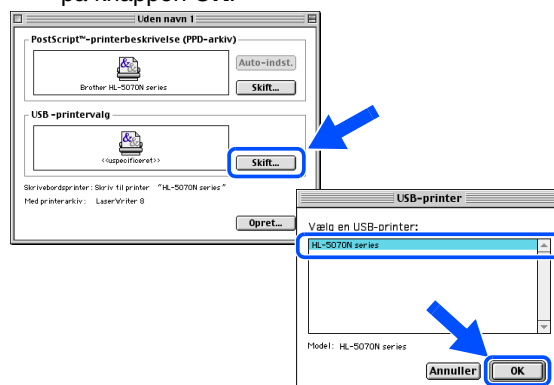 på knappen OK.
Uden navn 1
PostScript™-printerbeskrivelse (PPD-arkiv)
Auto-indst.
Brother HL-5070N series
Skift...
USB-printervalg
<<uspecificeret>>
Skift...
Skrivebordsprinter: Skriv til printer "HL-5070N series"
Med printerarkiv: LaserWriter 8
Opret...
USB-printer
Vælg en USB-printer:
HL-5070N series
Model: HL-5070N series
Annuller
OK